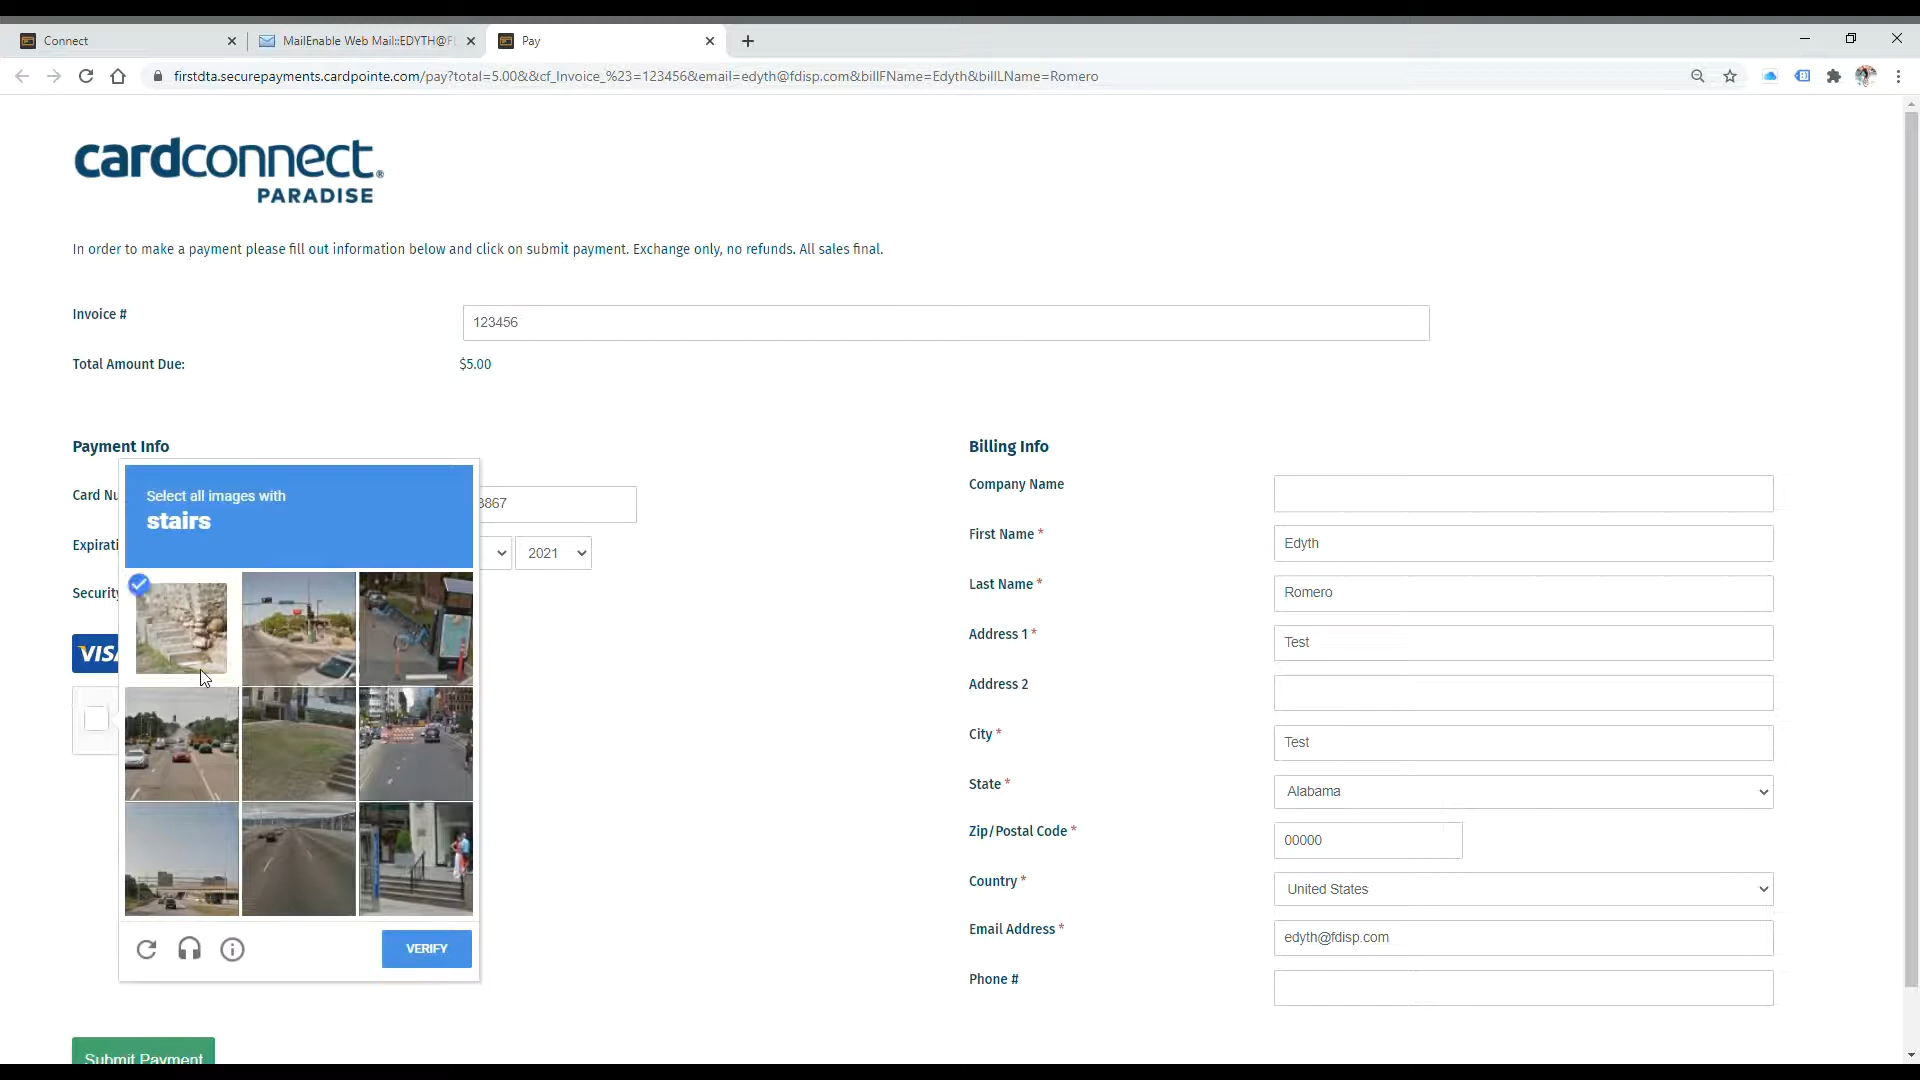 Connect
MailEnable Web Mail::EDYTH@F
Pay
firstdta.securepayments.cardpointe.com/pay?total=5.00&&cf_Invoice_%23=123456&email=edyth@fdisp.com&billFName=Edyth&billLName=Romero
cardconnect.®
PARADISE
In order to make a payment please fill out information below and click on submit payment. Exchange only, no refunds. All sales final.
Invoice #
123456
Total Amount Due:
$5.00
Payment Info
Card Nu
3867
Expirati
2021
Security
VISA
Select all images with
stairs
VERIFY
Submit Payment
Billing Info
Company Name
First Name *
Edyth
Last Name *
Romero
Address 1 *
Test
Address 2
City *
Test
State *
Alabama
Zip/Postal Code *
00000
Country *
United States
Email Address *
edyth@fdisp.com
Phone #